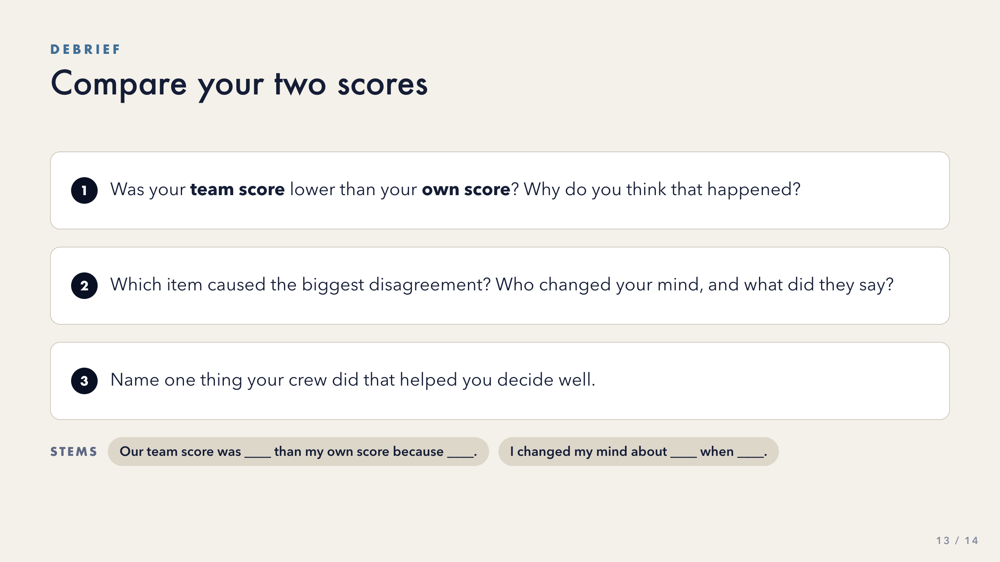 DEBRIEF
Compare your two scores
1 Was your team score lower than your own score? Why do you think that happened?
2 Which item caused the biggest disagreement? Who changed your mind, and what did they say?
3 Name one thing your crew did that helped you decide well.
STEMS Our team score was ____ than my own score because ____. I changed my mind about ____ when ____.
13 / 14